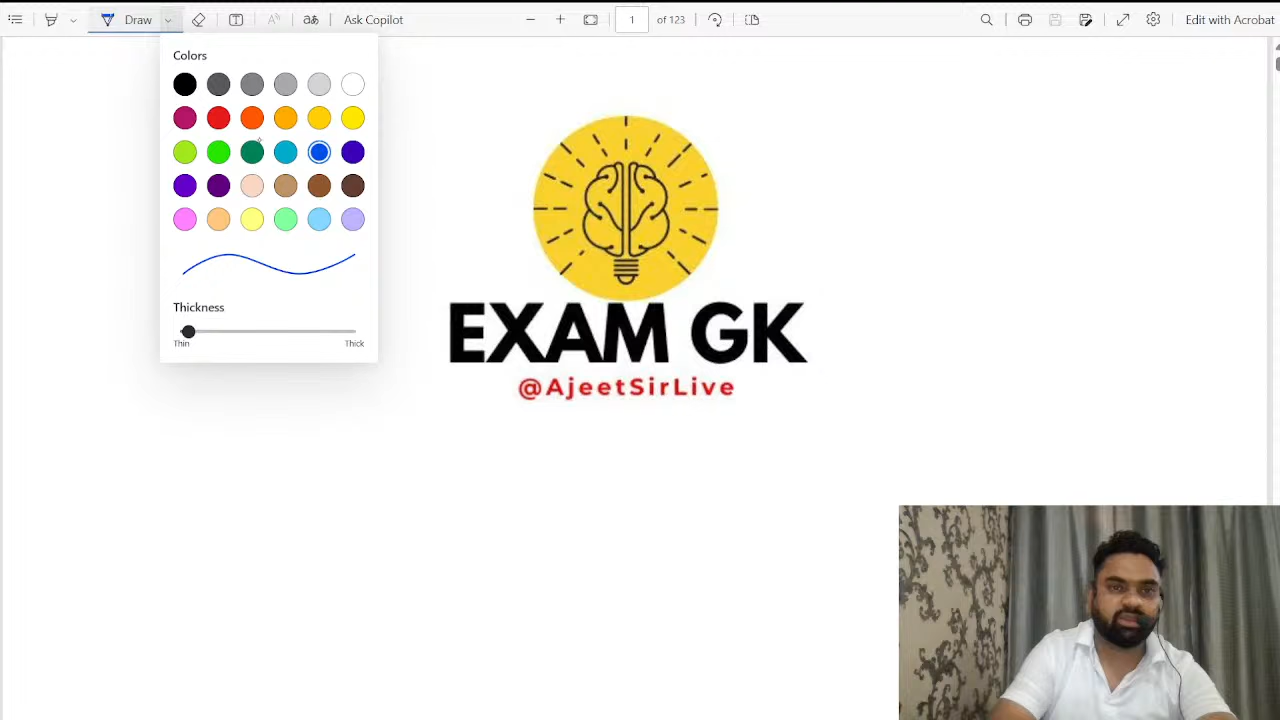 Draw
Ask Copilot
1 of 123
Edit with Acrobat
Colors
Thickness
Thin
Thick
EXAM GK
@AjeetSirLive